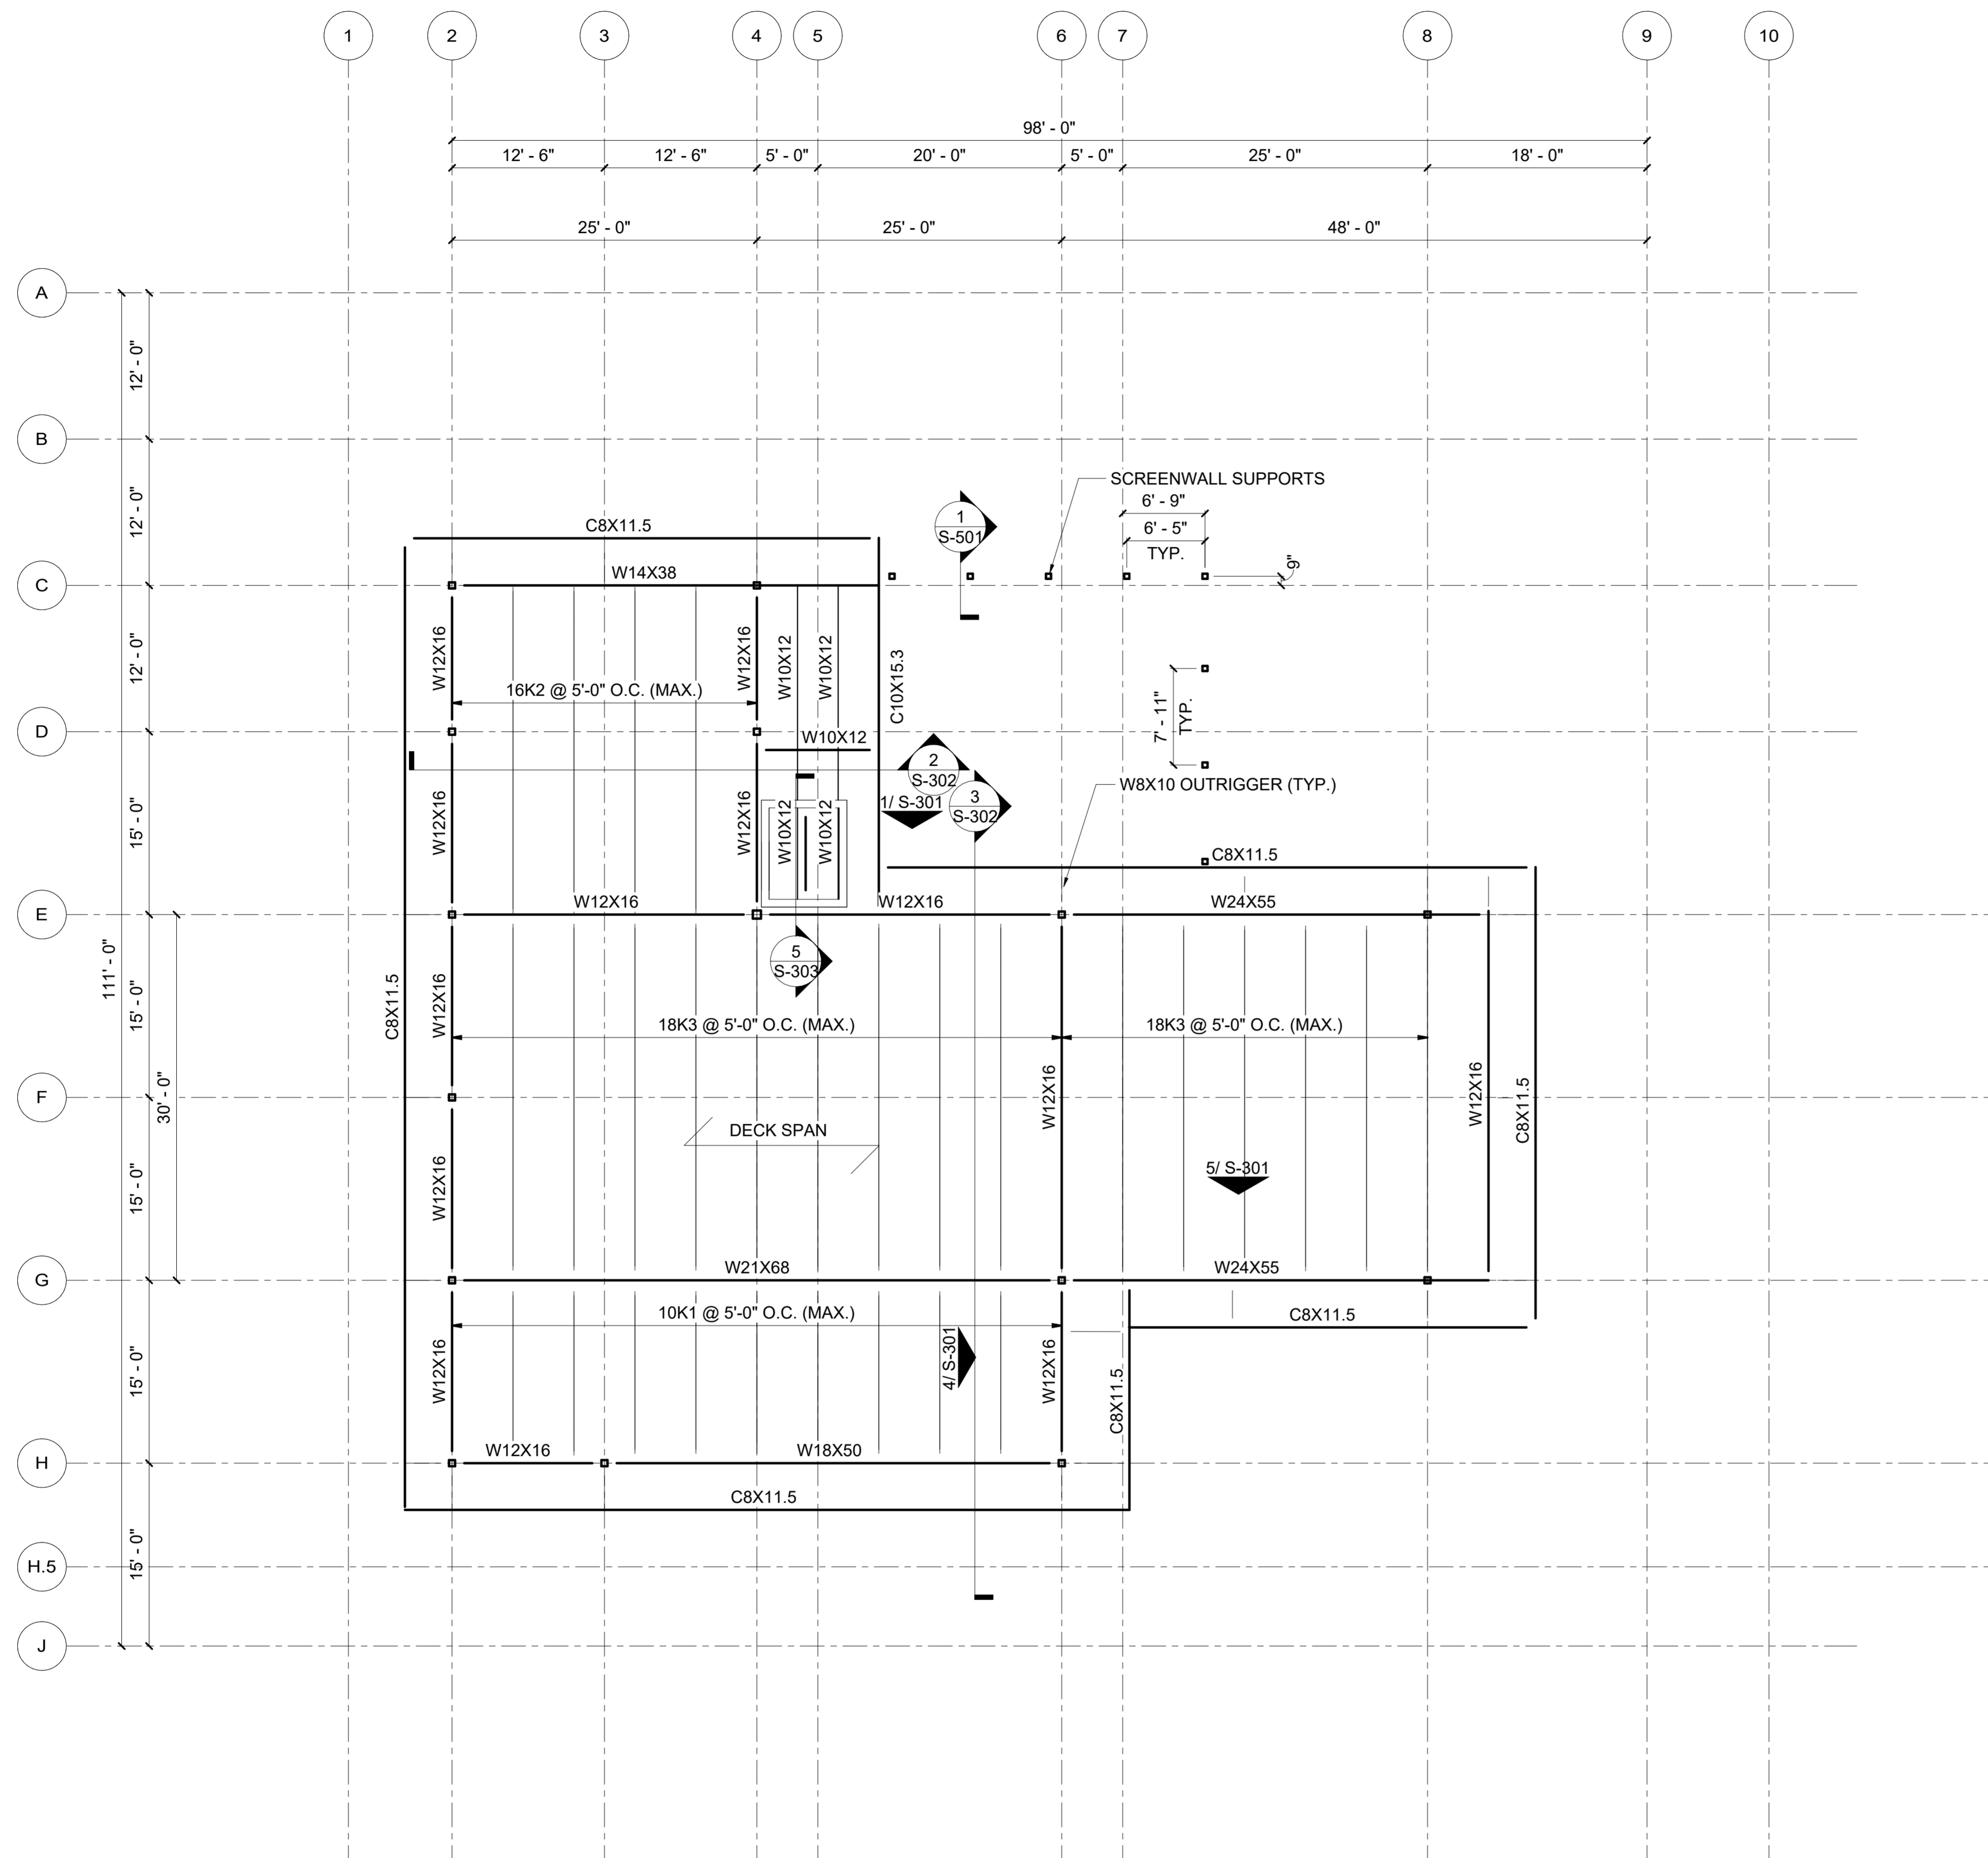 1
2
3
4
5
6
7
8
9
10
98' - 0"
12' - 6"
12' - 6"
5' - 0"
20' - 0"
5' - 0"
25' - 0"
18' - 0"
25' - 0"
25' - 0"
48' - 0"
A
12' - 0"
B
SCREENWALL SUPPORTS
6' - 9"
12' - 0"
1
S-501
C8X11.5
6' - 5"
TYP.
9"
C
W14X38
12' - 0"
W12X16
W12X16
W10X12
W10X12
C10X15.3
16K2 @ 5'-0" O.C. (MAX.)
7' - 11"
TYP.
D
W10X12
2
S-302
W8X10 OUTRIGGER (TYP.)
3
S-302
1/ S-301
15' - 0"
W12X16
W12X16
W10X12
W10X12
C8X11.5
E
W12X16
W12X16
W24X55
5
S-303
111' - 0"
15' - 0"
C8X11.5
W12X16
18K3 @ 5'-0" O.C. (MAX.)
18K3 @ 5'-0" O.C. (MAX.)
F
30' - 0"
W12X16
W12X16
C8X11.5
DECK SPAN
5/ S-301
15' - 0"
W12X16
G
W21X68
W24X55
10K1 @ 5'-0" O.C. (MAX.)
C8X11.5
15' - 0"
W12X16
4/ S-301
W12X16
C8X11.5
H
W12X16
W18X50
C8X11.5
15' - 0"
H.5
J